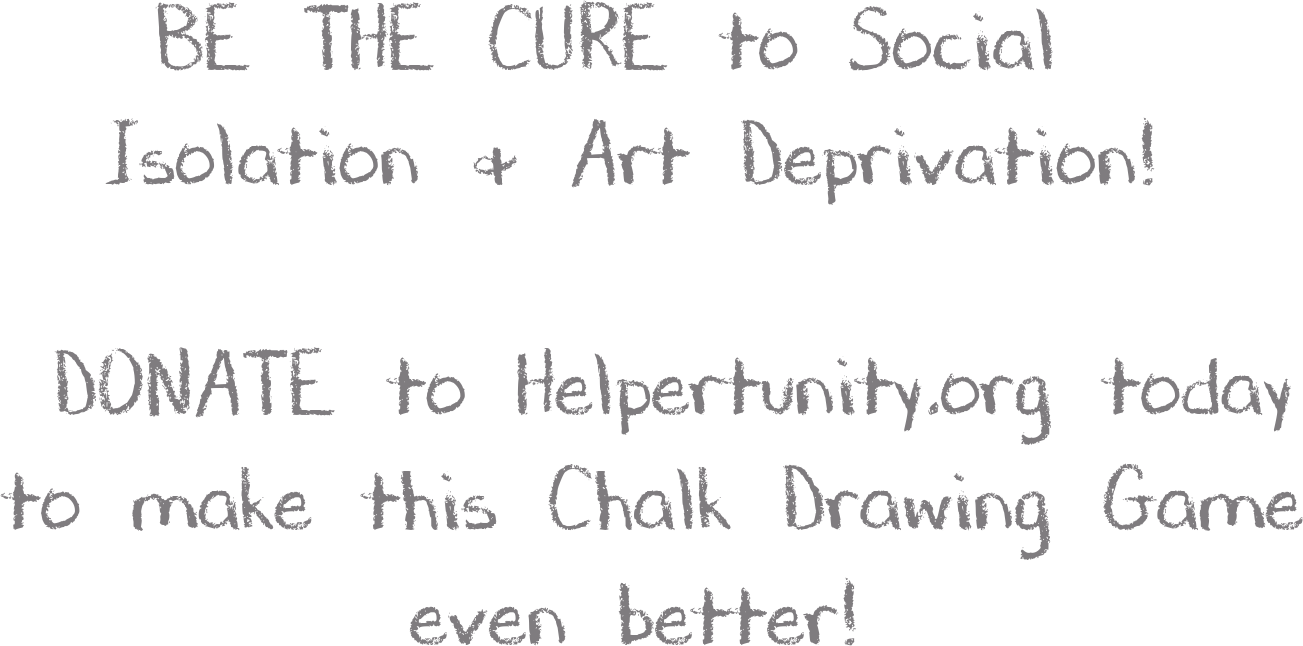 BE THE CURE to Social
Isolation & Art Deprivation!
DONATE to Helpertunity.org today
to make this Chalk Drawing Game
even better!